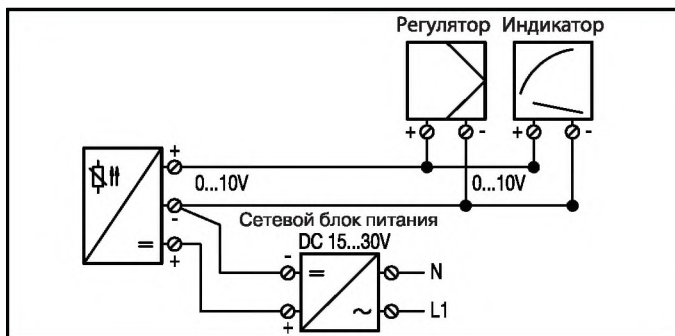 Регулятор Индикатор
+ - + -
+
0...10V 0...10V
-
Сетевой блок питания
DC 15...30V
= + - = N
+ ~ L1